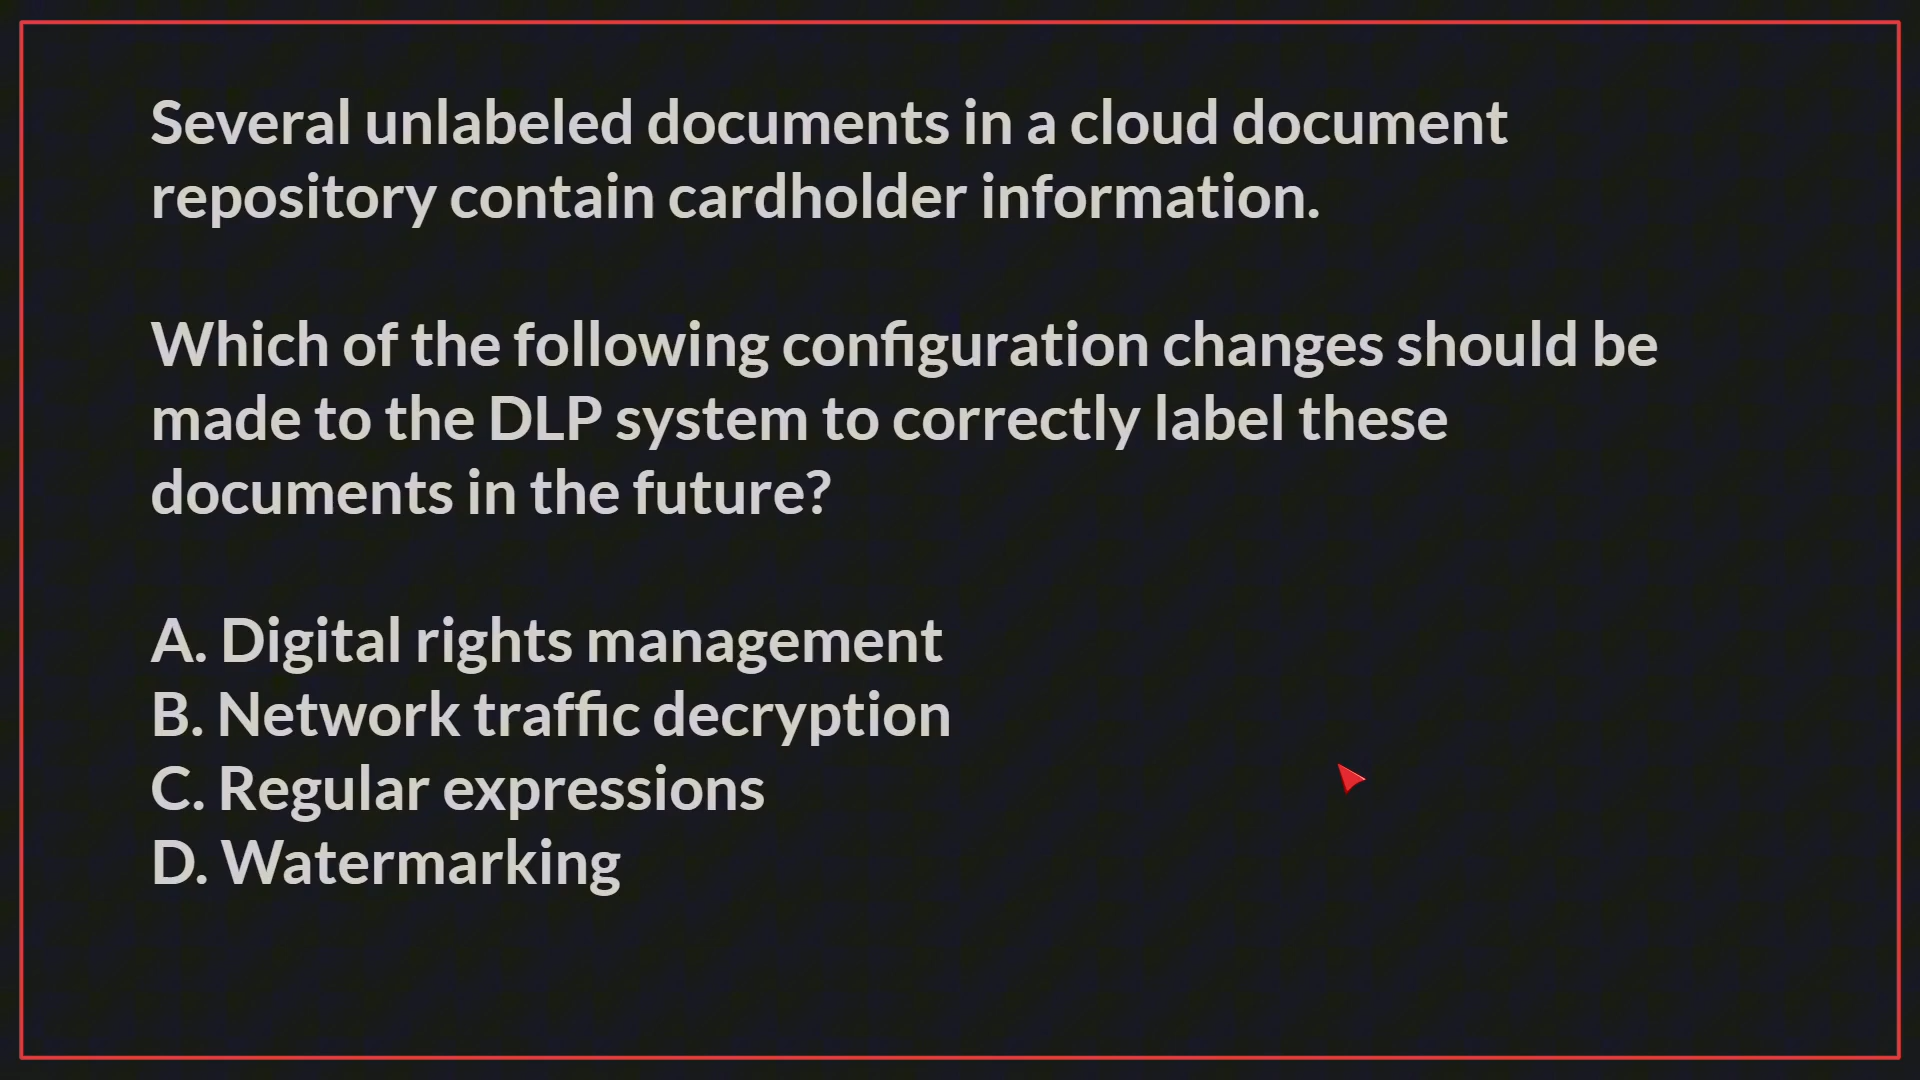 Several unlabeled documents in a cloud document
repository contain cardholder information.
Which of the following configuration changes should be
made to the DLP system to correctly label these
documents in the future?
A. Digital rights management
B. Network traffic decryption
C. Regular expressions
D. Watermarking